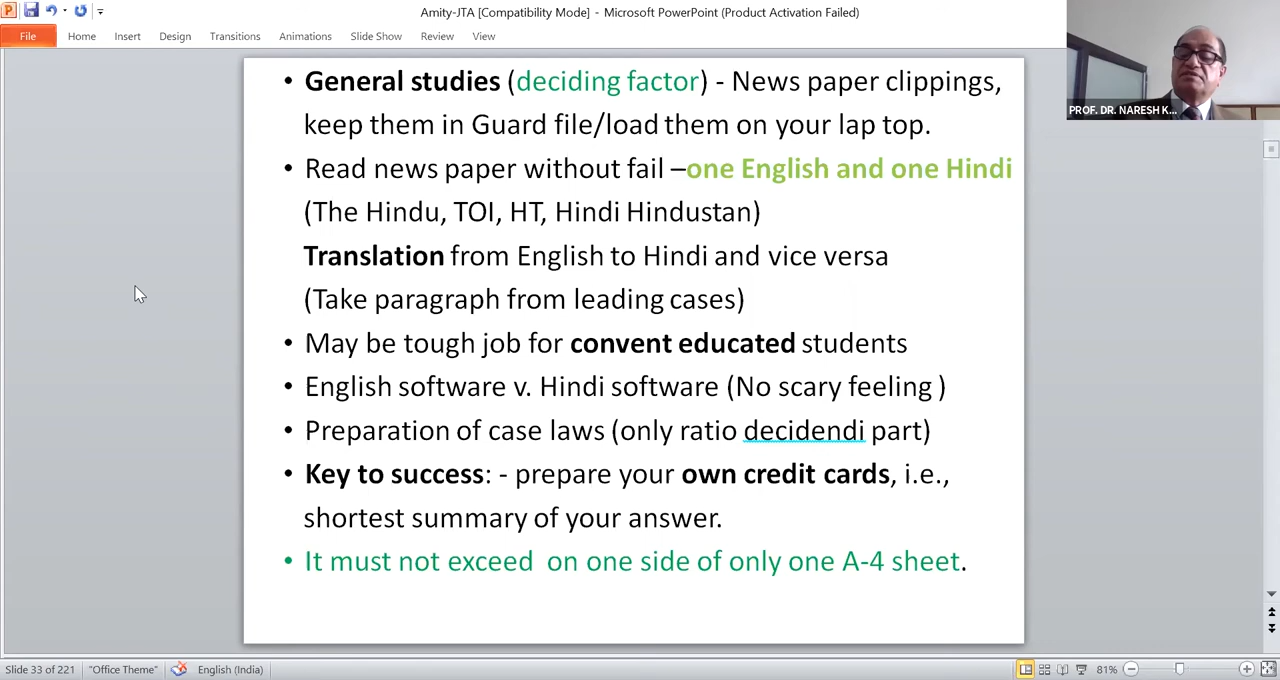 Amity-JTA [Compatibility Mode] - Microsoft PowerPoint (Product Activation Failed)
File Home Insert Design Transitions Animations Slide Show Review View
PROF. DR. NARESH K...
• General studies (deciding factor) - News paper clippings,
keep them in Guard file/load them on your lap top.
• Read news paper without fail –one English and one Hindi
(The Hindu, TOI, HT, Hindi Hindustan)
Translation from English to Hindi and vice versa
(Take paragraph from leading cases)
• May be tough job for convent educated students
• English software v. Hindi software (No scary feeling )
• Preparation of case laws (only ratio decidendi part)
• Key to success: - prepare your own credit cards, i.e.,
shortest summary of your answer.
• It must not exceed  on one side of only one A-4 sheet.
Slide 33 of 221 "Office Theme" English (India) 81%